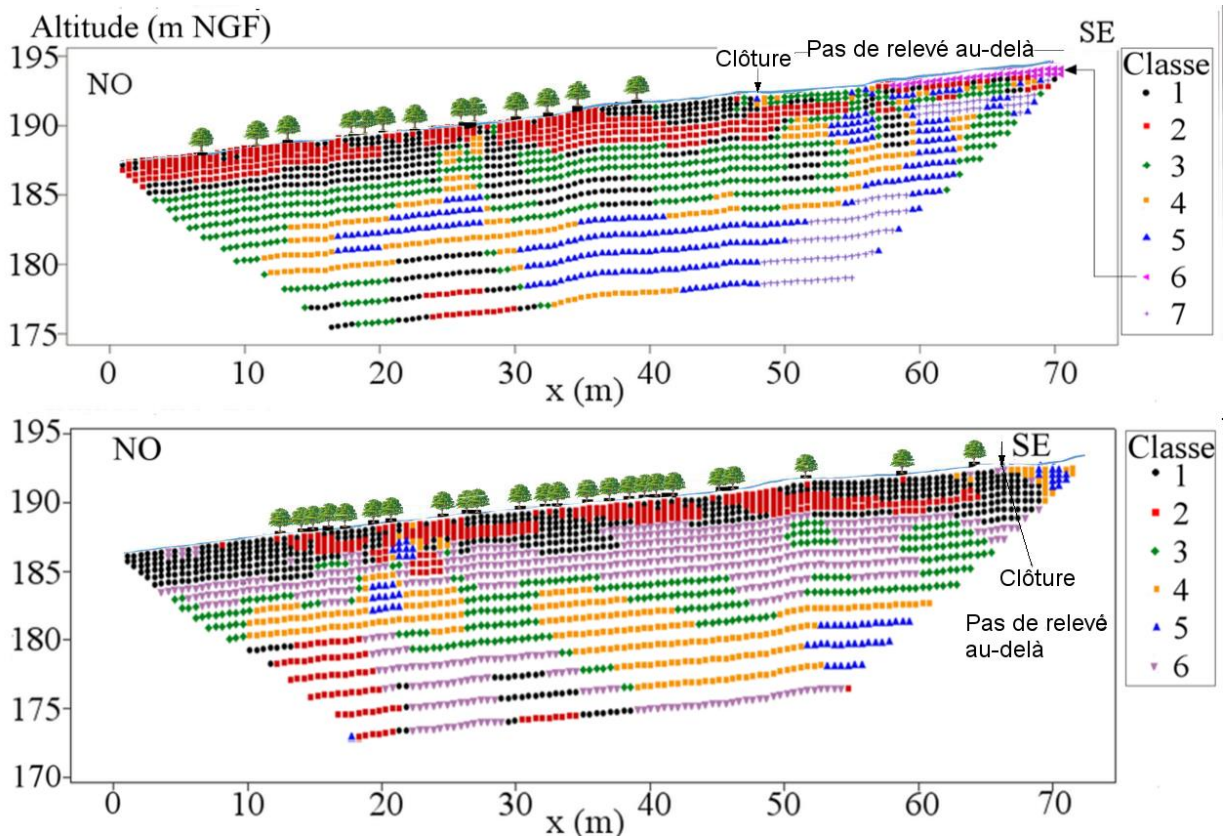 Altitude (m NGF)
195
190
185
180
175
NO
Clôture
Pas de relevé au-delà
SE
Classe
1
2
3
4
5
6
7
0 10 20 30 40 50 60 70
x (m)
195
190
185
180
175
170
NO
SE
Clôture
Pas de relevé
au-delà
Classe
1
2
3
4
5
6
0 10 20 30 40 50 60 70
x (m)